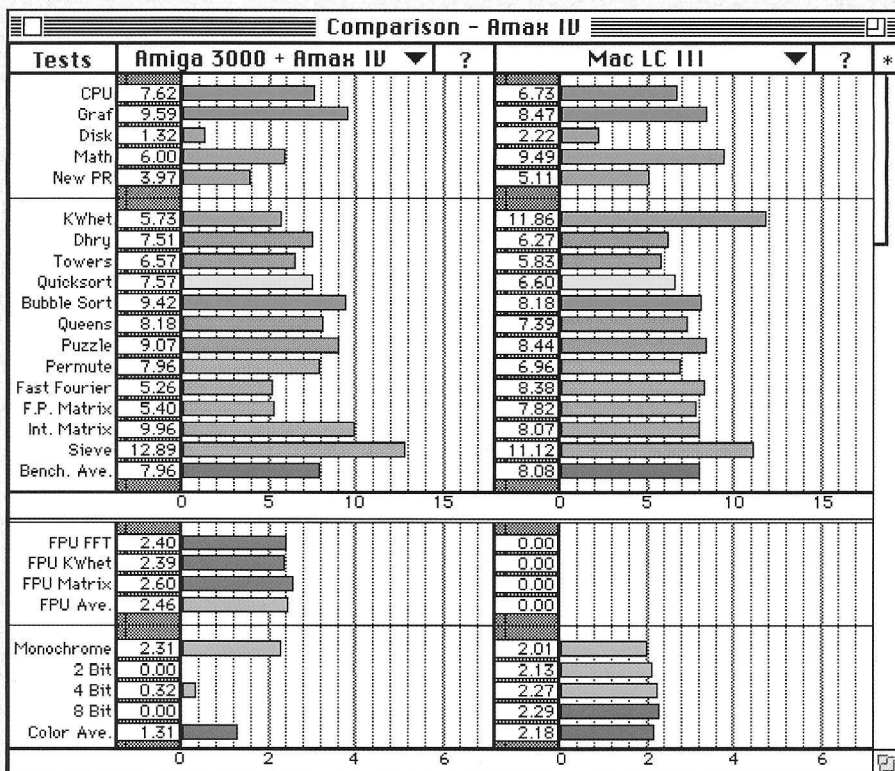 Comparison - Amax IV
Tests Amiga 3000 + Amax IV ? Mac LC III ? *
CPU 7.62 6.73
Graf 9.59 8.47
Disk 1.32 2.22
Math 6.00 9.49
New PR 3.97 5.11
KWhet 5.73 11.86
Dhry 7.51 6.27
Towers 6.57 5.83
Quicksort 7.57 6.60
Bubble Sort 9.42 8.18
Queens 8.18 7.39
Puzzle 9.07 8.44
Permute 7.96 6.96
Fast Fourier 5.26 8.38
F.P. Matrix 5.40 7.82
Int. Matrix 9.96 8.07
Sieve 12.89 11.12
Bench. Ave. 7.96 8.08
0 5 10 15 0 5 10 15
FPU FFT 2.40 0.00
FPU KWhet 2.39 0.00
FPU Matrix 2.60 0.00
FPU Ave. 2.46 0.00
Monochrome 2.31 2.01
2 Bit 0.00 2.13
4 Bit 0.32 2.27
8 Bit 0.00 2.29
Color Ave. 1.31 2.18
0 2 4 6 0 2 4 6